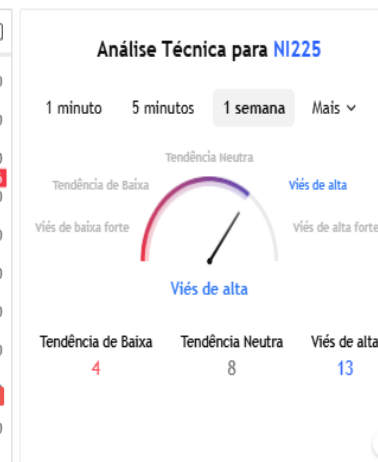 Análise Técnica para NI225
1 minuto 5 minutos 1 semana Mais
Tendência Neutra
Tendência de Baixa Viés de alta
Viés de baixa forte Viés de alta forte
Viés de alta
Tendência de Baixa Tendência Neutra Viés de alta
4 8 13